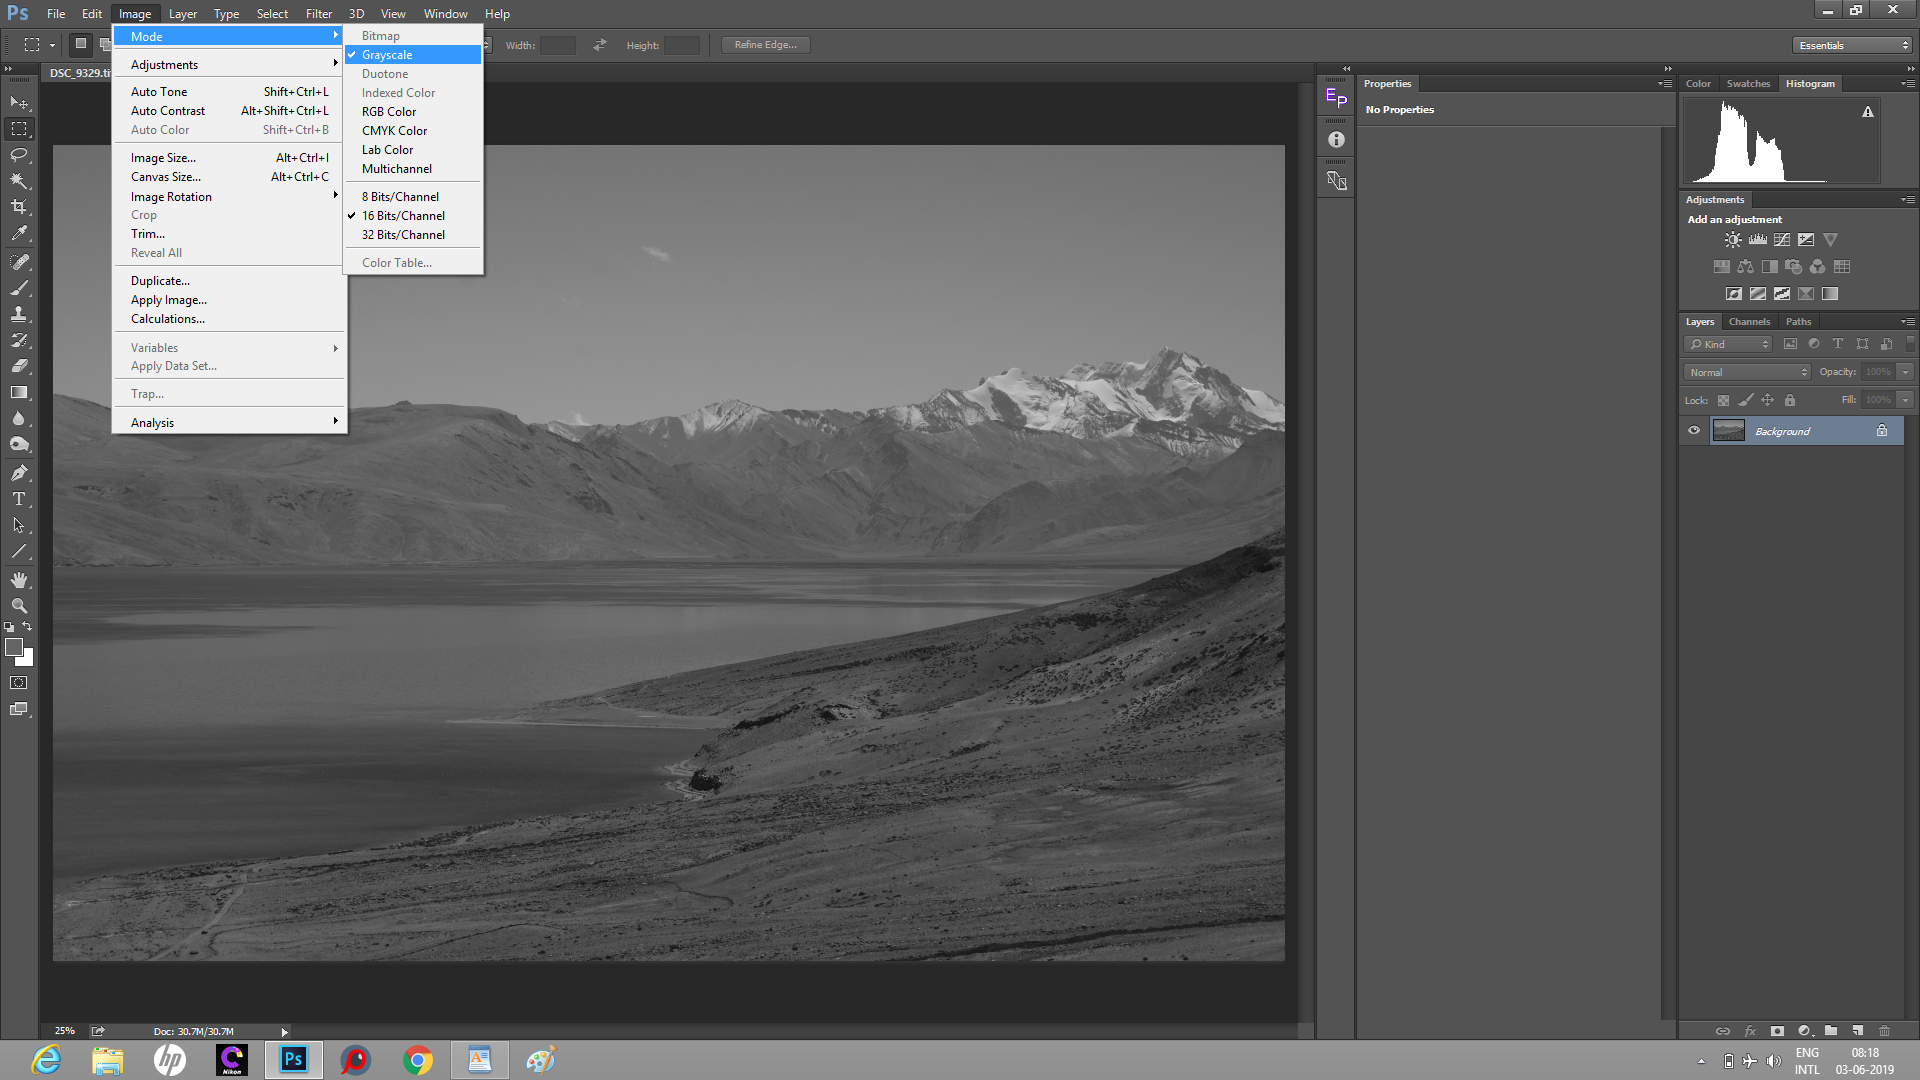 Ps File Edit Image Layer Type Select Filter 3D View Window Help
Width: Height: Refine Edge... Essentials
DSC_9329.ti
Mode
Adjustments
Auto Tone Shift+Ctrl+L
Auto Contrast Alt+Shift+Ctrl+L
Auto Color Shift+Ctrl+B
Image Size... Alt+Ctrl+I
Canvas Size... Alt+Ctrl+C
Image Rotation
Crop
Trim...
Reveal All
Duplicate...
Apply Image...
Calculations...
Variables
Apply Data Set...
Trap...
Analysis
Bitmap
Grayscale
Duotone
Indexed Color
RGB Color
CMYK Color
Lab Color
Multichannel
8 Bits/Channel
16 Bits/Channel
32 Bits/Channel
Color Table...
Properties
No Properties
Color Swatches Histogram
Adjustments
Add an adjustment
Layers Channels Paths
Kind
Normal Opacity: 100%
Lock: Fill: 100%
Background
25% Doc: 30.7M/30.7M
hp
Nikon
Ps
ENG 08:18
INTL 03-06-2019